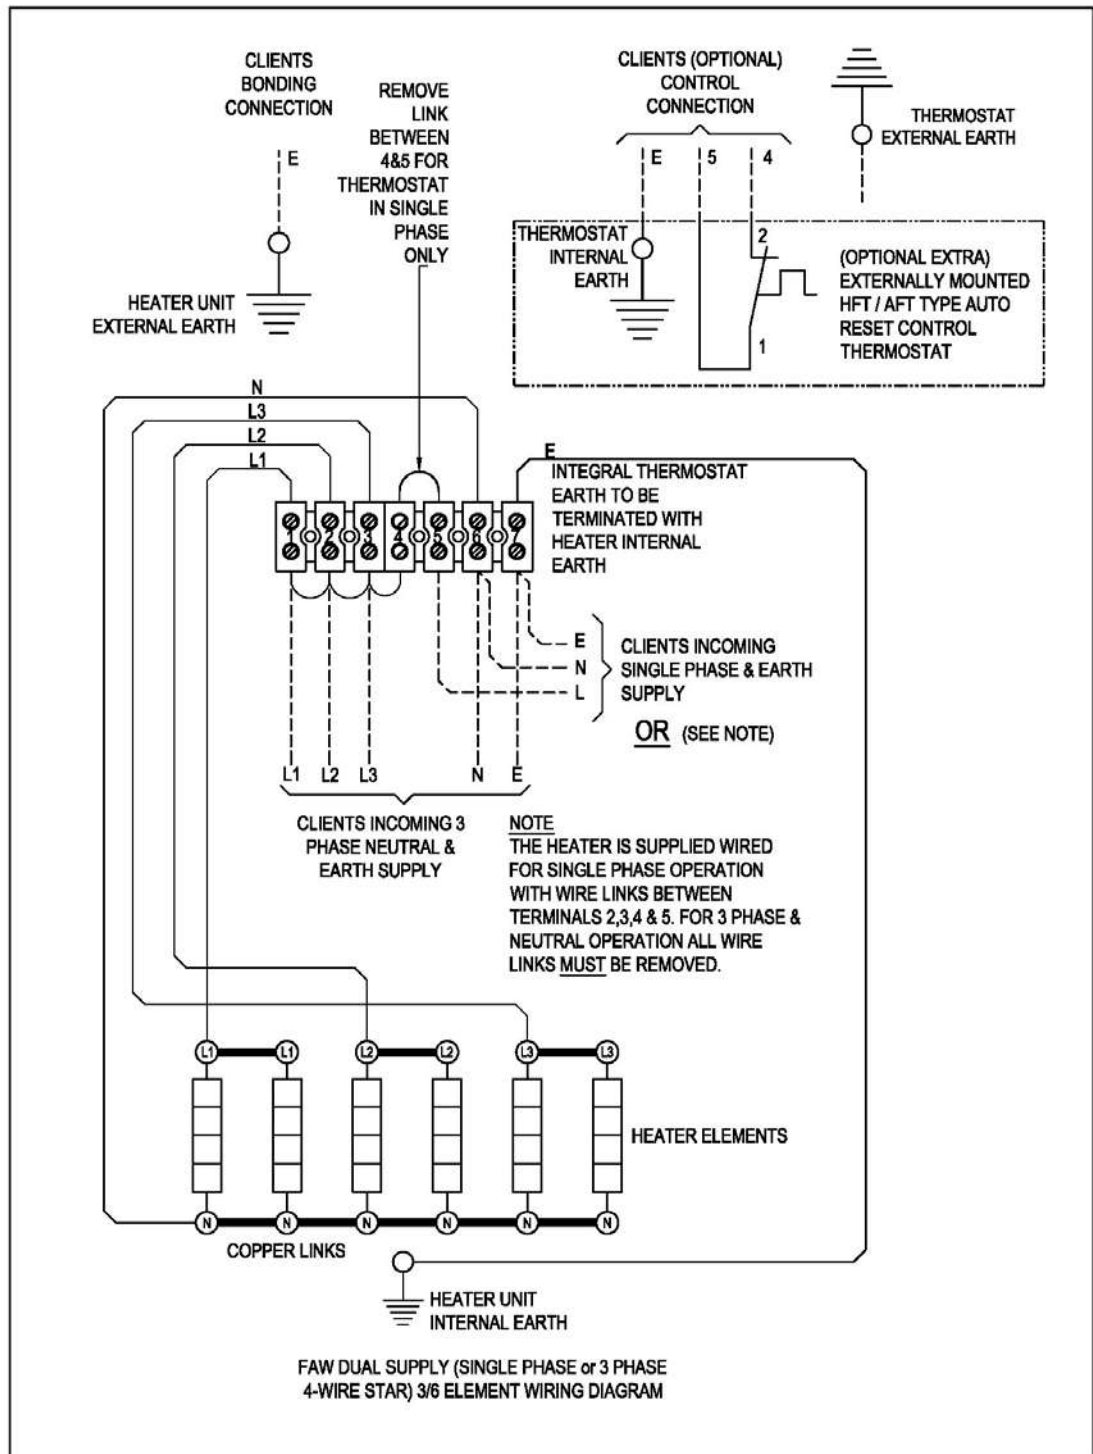 CLIENTS
BONDING
CONNECTION
E
HEATER UNIT
EXTERNAL EARTH
REMOVE
LINK
BETWEEN
4&5 FOR
THERMOSTAT
IN SINGLE
PHASE
ONLY
CLIENTS (OPTIONAL)
CONTROL
CONNECTION
E 5 4
THERMOSTAT
EXTERNAL EARTH
THERMOSTAT
INTERNAL
EARTH
2
1
(OPTIONAL EXTRA)
EXTERNALLY MOUNTED
HFT / AFT TYPE AUTO
RESET CONTROL
THERMOSTAT
N
L3
L2
L1
E
INTEGRAL THERMOSTAT
EARTH TO BE
TERMINATED WITH
HEATER INTERNAL
EARTH
1 2 3 4 5 6 7
E
N
L
CLIENTS INCOMING
SINGLE PHASE & EARTH
SUPPLY
OR (SEE NOTE)
L1 L2 L3 N E
CLIENTS INCOMING 3
PHASE NEUTRAL &
EARTH SUPPLY
NOTE
THE HEATER IS SUPPLIED WIRED
FOR SINGLE PHASE OPERATION
WITH WIRE LINKS BETWEEN
TERMINALS 2,3,4 & 5. FOR 3 PHASE &
NEUTRAL OPERATION ALL WIRE
LINKS MUST BE REMOVED.
L1 L1 L2 L2 L3 L3
HEATER ELEMENTS
N N N N N N
COPPER LINKS
HEATER UNIT
INTERNAL EARTH
FAW DUAL SUPPLY (SINGLE PHASE or 3 PHASE
4-WIRE STAR) 3/6 ELEMENT WIRING DIAGRAM